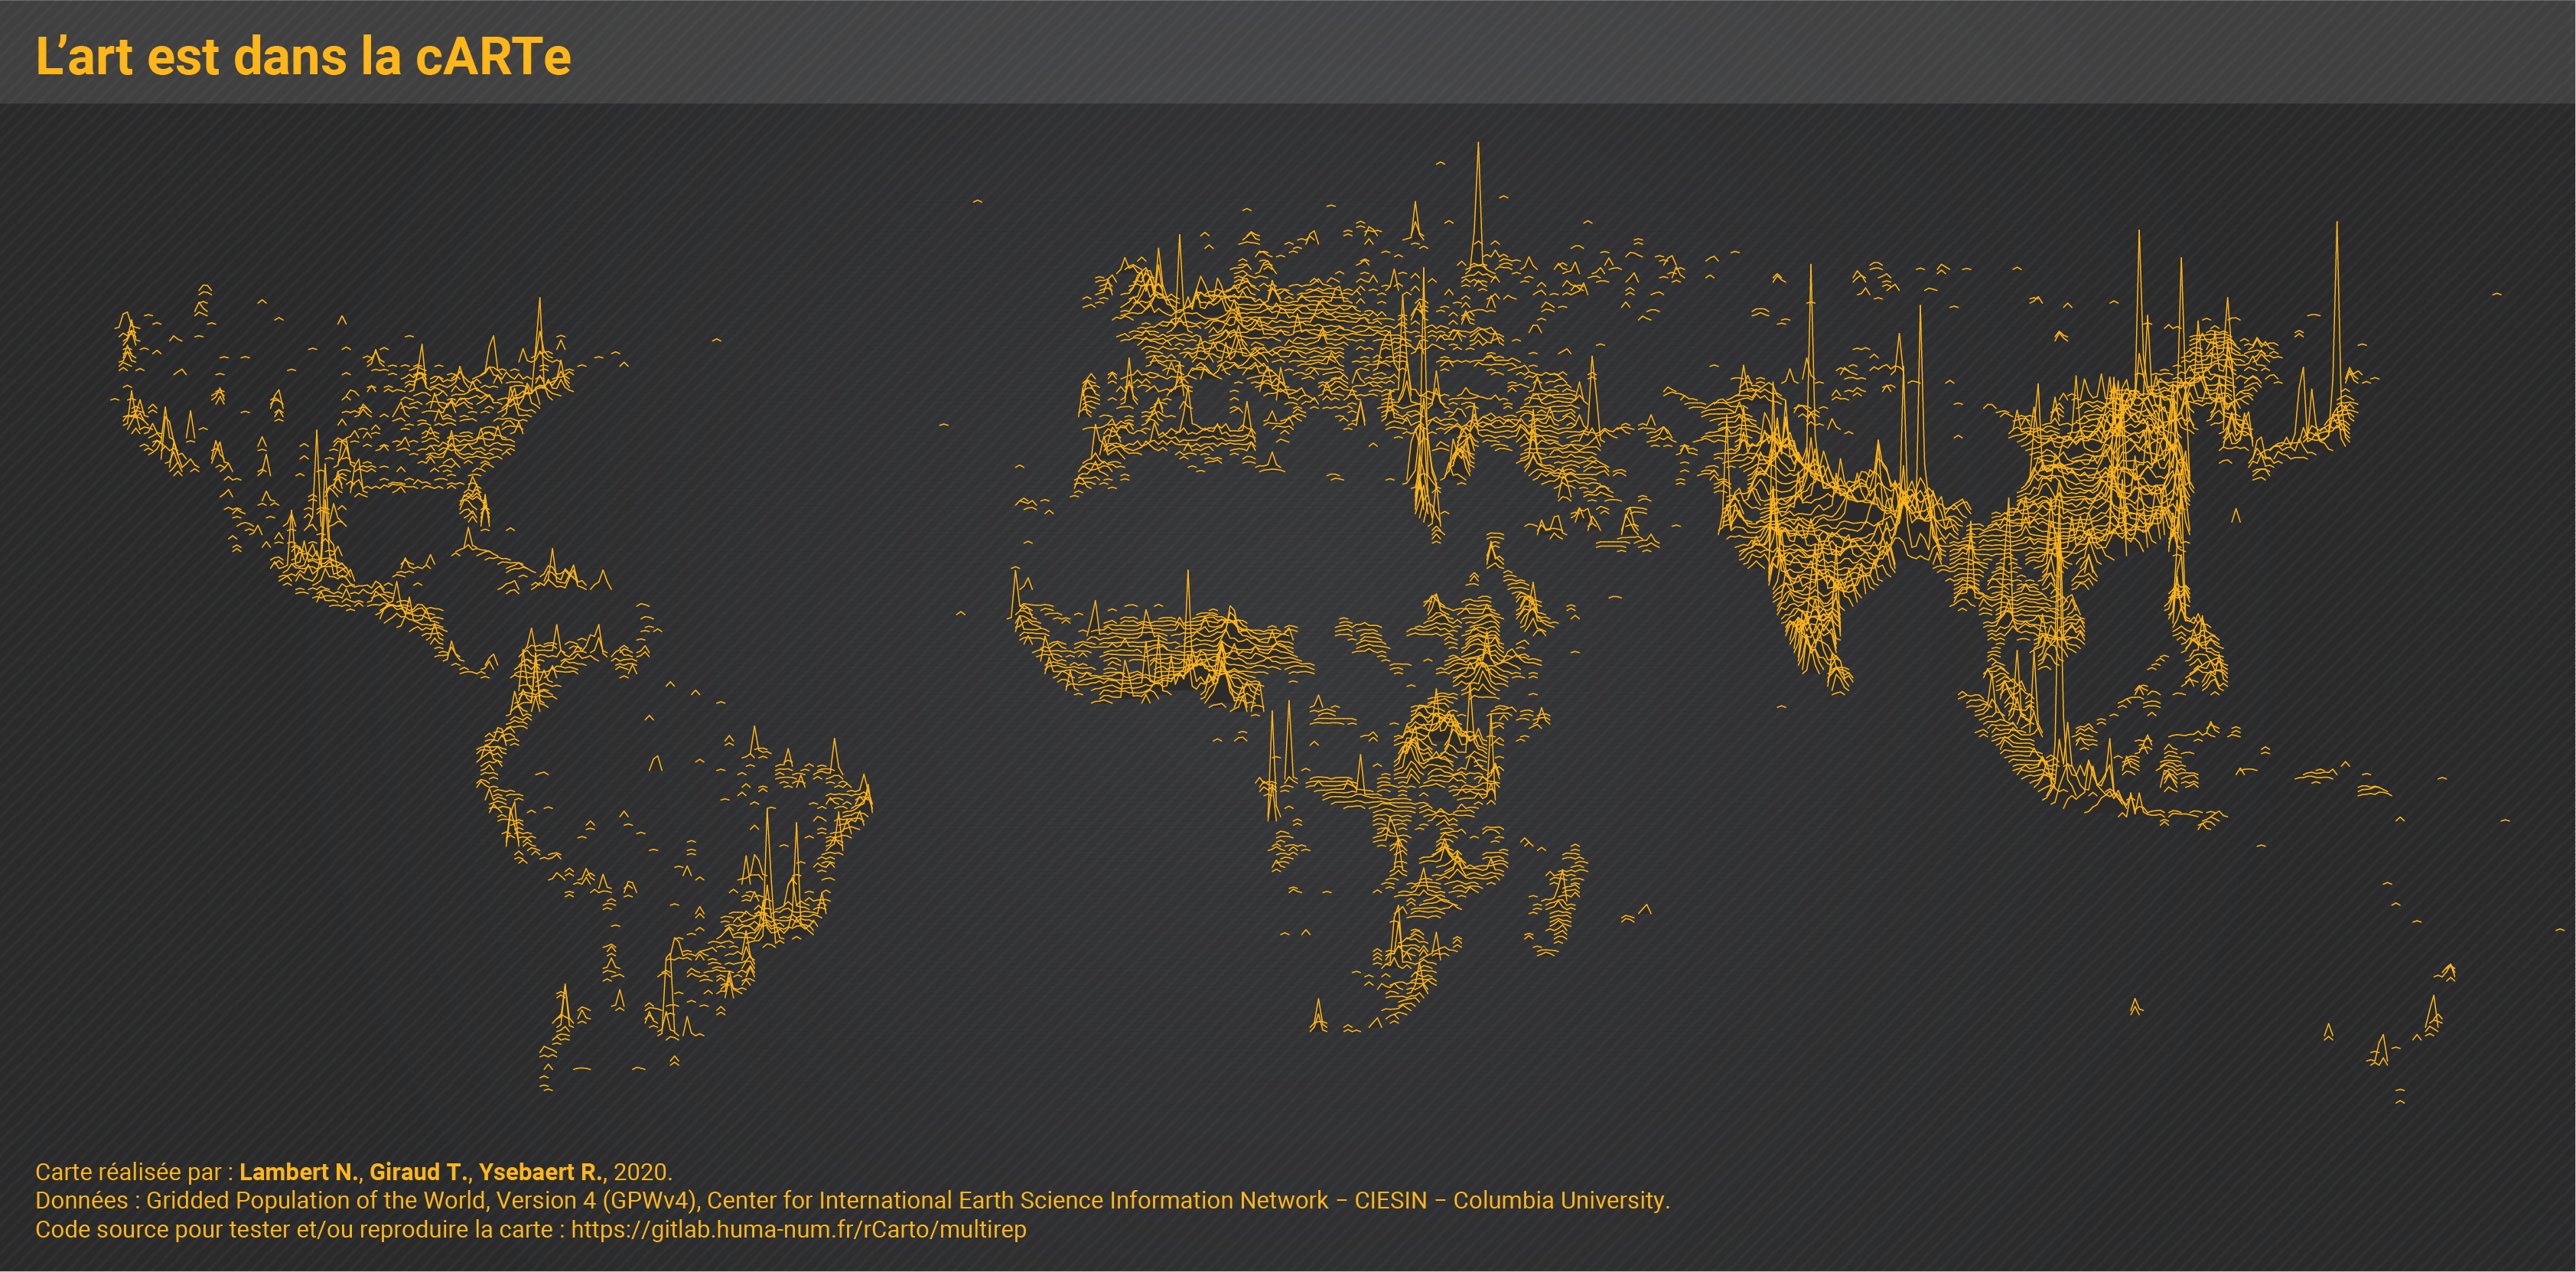 L’art est dans la cARTe
Carte réalisée par : Lambert N., Giraud T., Ysebaert R., 2020.
Données : Gridded Population of the World, Version 4 (GPWv4), Center for International Earth Science Information Network − CIESIN − Columbia University.
Code source pour tester et/ou reproduire la carte : https://gitlab.huma-num.fr/rCarto/multirep